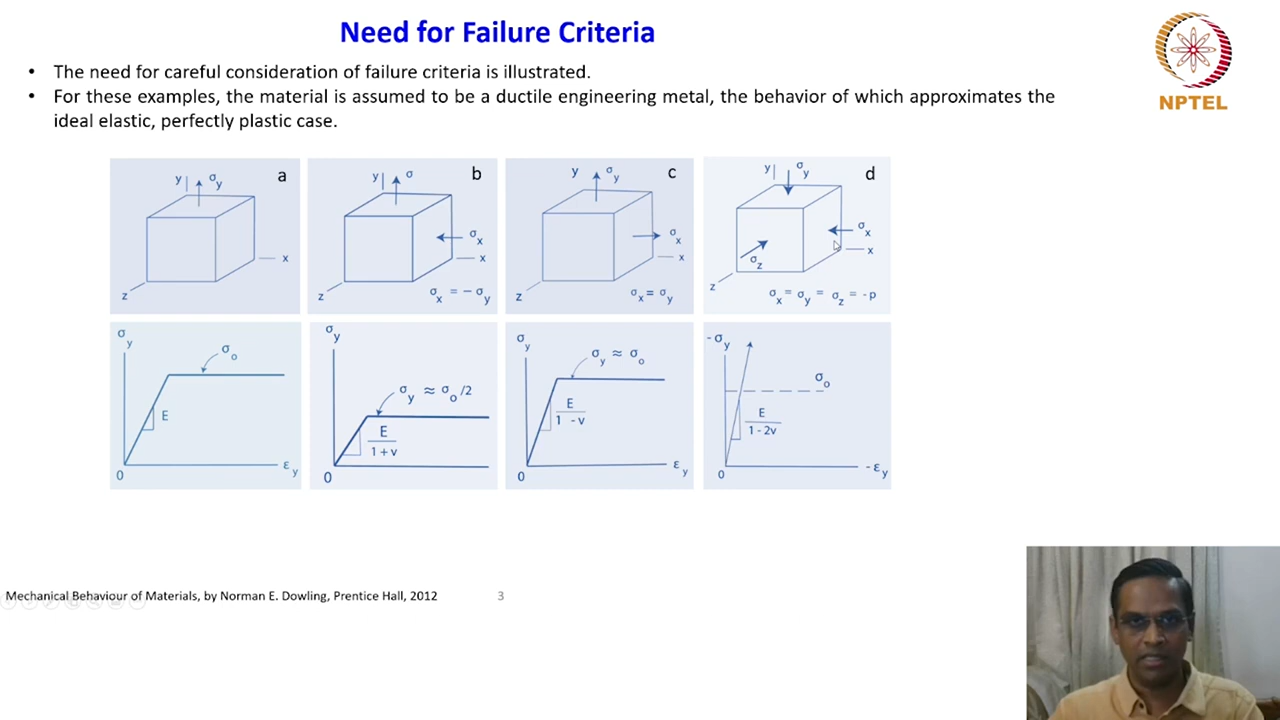 Need for Failure Criteria
NPTEL
• The need for careful consideration of failure criteria is illustrated.
• For these examples, the material is assumed to be a ductile engineering metal, the behavior of which approximates the
ideal elastic, perfectly plastic case.
y σy a
x
z
y σ b
σx
x
z
σx = − σy
y σy c
σx
x
z
σx = σy
y σy d
σx
x
σz
z
σx = σy = σz = -p
σy
σo
E
0
εy
σy
σy ≈ σo/2
E
1 + ν
0
σy
σy ≈ σo
E
1 - ν
0
εy
-σy
σo
E
1 - 2ν
0
-εy
Mechanical Behaviour of Materials, by Norman E. Dowling, Prentice Hall, 2012
3